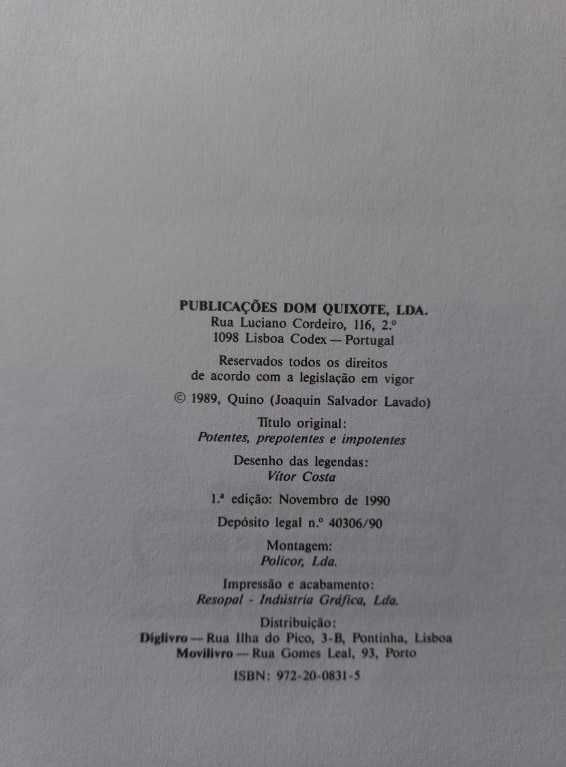 PUBLICAÇÕES DOM QUIXOTE, LDA.
Rua Luciano Cordeiro, 116, 2.º
1098 Lisboa Codex — Portugal
Reservados todos os direitos
de acordo com a legislação em vigor
© 1989, Quino (Joaquin Salvador Lavado)
Título original:
Potentes, prepotentes e impotentes
Desenho das legendas:
Vítor Costa
1.ª edição: Novembro de 1990
Depósito legal n.º 40306/90
Montagem:
Policor, Lda.
Impressão e acabamento:
Resopal - Indústria Gráfica, Lda.
Distribuição:
Diglivro — Rua Ilha do Pico, 3-B, Pontinha, Lisboa
Movilivro — Rua Gomes Leal, 93, Porto
ISBN: 972-20-0831-5